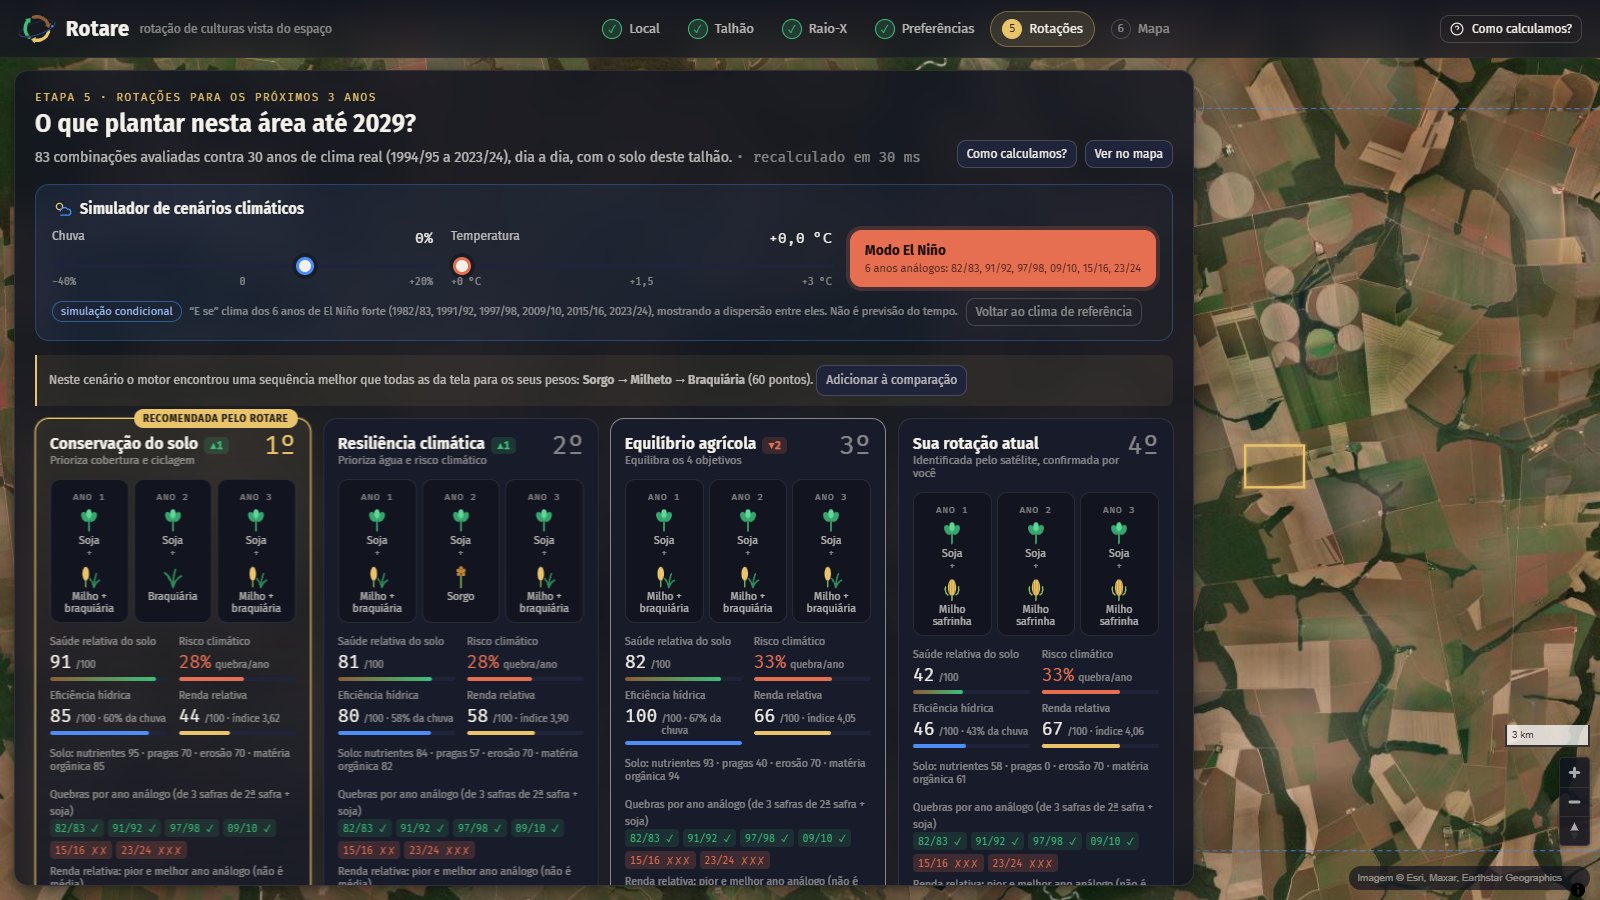 Rotare rotação de culturas vista do espaço
✓ Local ✓ Talhão ✓ Raio-X ✓ Preferências 5 Rotações 6 Mapa
Como calculamos?
ETAPA 5 · ROTAÇÕES PARA OS PRÓXIMOS 3 ANOS
O que plantar nesta área até 2029?
83 combinações avaliadas contra 30 anos de clima real (1994/95 a 2023/24), dia a dia, com o solo deste talhão. · recalculado em 30 ms
Como calculamos? Ver no mapa
Simulador de cenários climáticos
Chuva 0% Temperatura +0,0 °C
-40% 0 +20% +0 °C +1,5 +3 °C
Modo El Niño
6 anos análogos: 82/83, 91/92, 97/98, 09/10, 15/16, 23/24
simulação condicional "E se" clima dos 6 anos de El Niño forte (1982/83, 1991/92, 1997/98, 2009/10, 2015/16, 2023/24), mostrando a dispersão entre eles. Não é previsão do tempo. Voltar ao clima de referência
Neste cenário o motor encontrou uma sequência melhor que todas as da tela para os seus pesos: Sorgo → Milheto → Braquiária (60 pontos). Adicionar à comparação
RECOMENDADA PELO ROTARE
Conservação do solo ▲1 1º
Prioriza cobertura e ciclagem
ANO 1 ANO 2 ANO 3
Soja Soja Soja
+ + +
Milho + braquiária Braquiária Milho + braquiária
Saúde relativa do solo Risco climático
91 /100 28% quebra/ano
Eficiência hídrica Renda relativa
85 /100 · 60% da chuva 44 /100 · índice 3,62
Solo: nutrientes 95 · pragas 70 · erosão 70 · matéria
orgânica 85
Quebras por ano análogo (de 3 safras de 2ª safra +
soja)
82/83 ✓ 91/92 ✓ 97/98 ✓ 09/10 ✓
15/16 ✗✗ 23/24 ✗✗✗
Renda relativa: pior e melhor ano análogo (não é
média)
Resiliência climática ▲1 2º
Prioriza água e risco climático
ANO 1 ANO 2 ANO 3
Soja Soja Soja
+ + +
Milho + braquiária Sorgo Milho + braquiária
Saúde relativa do solo Risco climático
81 /100 28% quebra/ano
Eficiência hídrica Renda relativa
80 /100 · 58% da chuva 58 /100 · índice 3,90
Solo: nutrientes 84 · pragas 57 · erosão 70 · matéria
orgânica 82
Quebras por ano análogo (de 3 safras de 2ª safra +
soja)
82/83 ✓ 91/92 ✓ 97/98 ✓ 09/10 ✓
15/16 ✗✗ 23/24 ✗✗✗
Renda relativa: pior e melhor ano análogo (não é
média)
Equilíbrio agrícola ▼2 3º
Equilibra os 4 objetivos
ANO 1 ANO 2 ANO 3
Soja Soja Soja
+ + +
Milho + braquiária Milho + braquiária Milho + braquiária
Saúde relativa do solo Risco climático
82 /100 33% quebra/ano
Eficiência hídrica Renda relativa
100 /100 · 67% da chuva 66 /100 · índice 4,05
Solo: nutrientes 93 · pragas 40 · erosão 70 · matéria
orgânica 94
Quebras por ano análogo (de 3 safras de 2ª safra +
soja)
82/83 ✓ 91/92 ✓ 97/98 ✓ 09/10 ✓
15/16 ✗✗✗ 23/24 ✗✗✗
Renda relativa: pior e melhor ano análogo (não é
Sua rotação atual 4º
Identificada pelo satélite, confirmada por
você
ANO 1 ANO 2 ANO 3
Soja Soja Soja
+ + +
Milho safrinha Milho safrinha Milho safrinha
Saúde relativa do solo Risco climático
42 /100 33% quebra/ano
Eficiência hídrica Renda relativa
46 /100 · 43% da chuva 67 /100 · índice 4,06
Solo: nutrientes 58 · pragas 0 · erosão 70 · matéria
orgânica 61
Quebras por ano análogo (de 3 safras de 2ª safra +
soja)
82/83 ✓ 91/92 ✓ 97/98 ✓ 09/10 ✓
15/16 ✗✗✗ 23/24 ✗✗✗
Renda relativa: pior e melhor ano análogo (não é
3 km
Imagem © Esri, Maxar, Earthstar Geographics